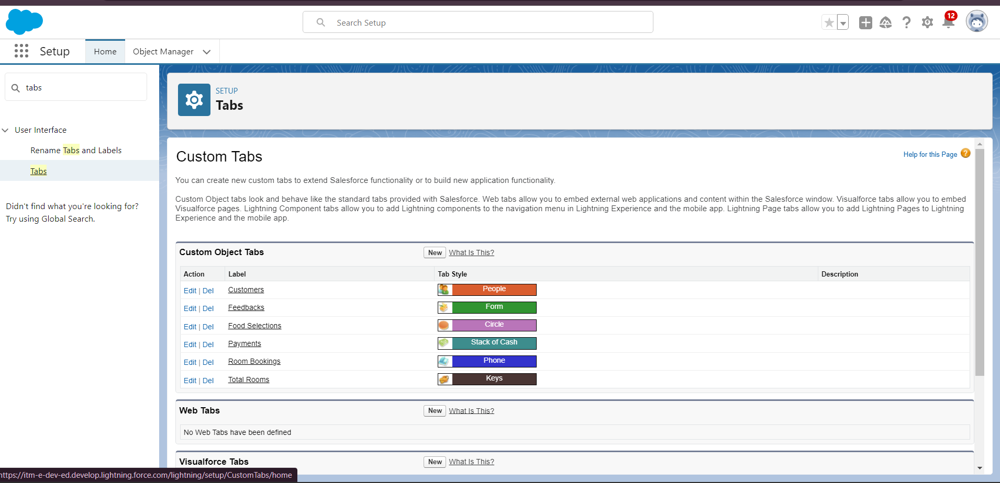 Search Setup
12
Setup
Home
Object Manager
tabs
User Interface
Rename Tabs and Labels
Tabs
Didn't find what you're looking for?
Try using Global Search.
SETUP
Tabs
Custom Tabs
Help for this Page ?
You can create new custom tabs to extend Salesforce functionality or to build new application functionality.
Custom Object tabs look and behave like the standard tabs provided with Salesforce. Web tabs allow you to embed external web applications and content within the Salesforce window. Visualforce tabs allow you to embed
Visualforce pages. Lightning Component tabs allow you to add Lightning components to the navigation menu in Lightning Experience and the mobile app. Lightning Page tabs allow you to add Lightning Pages to Lightning
Experience and the mobile app.
Custom Object Tabs New What Is This?
Action Label Tab Style Description
Edit | Del Customers People
Edit | Del Feedbacks Form
Edit | Del Food Selections Circle
Edit | Del Payments Stack of Cash
Edit | Del Room Bookings Phone
Edit | Del Total Rooms Keys
Web Tabs New What Is This?
No Web Tabs have been defined
Visualforce Tabs New What Is This?
https://itm-e-dev-ed.develop.lightning.force.com/lightning/setup/CustomTabs/home